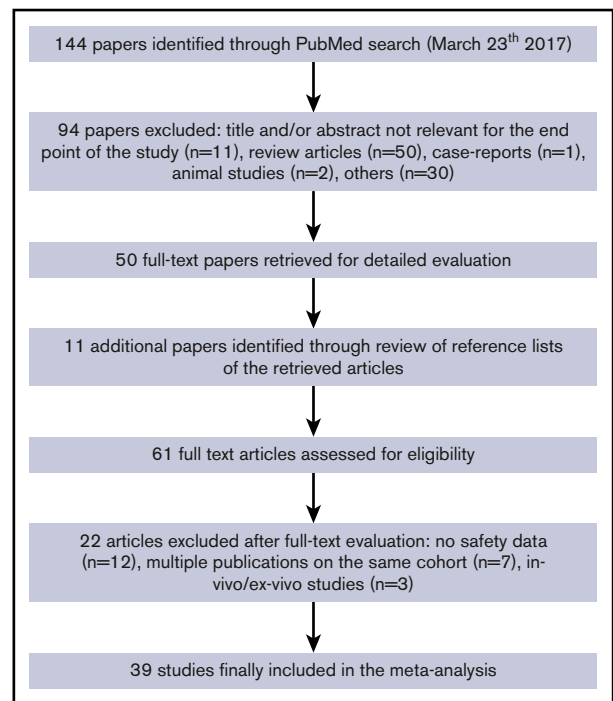 144 papers identified through PubMed search (March 23th 2017)
94 papers excluded: title and/or abstract not relevant for the end
point of the study (n=11), review articles (n=50), case-reports (n=1),
animal studies (n=2), others (n=30)
50 full-text papers retrieved for detailed evaluation
11 additional papers identified through review of reference lists
of the retrieved articles
61 full text articles assessed for eligibility
22 articles excluded after full-text evaluation: no safety data
(n=12), multiple publications on the same cohort (n=7), in-
vivo/ex-vivo studies (n=3)
39 studies finally included in the meta-analysis